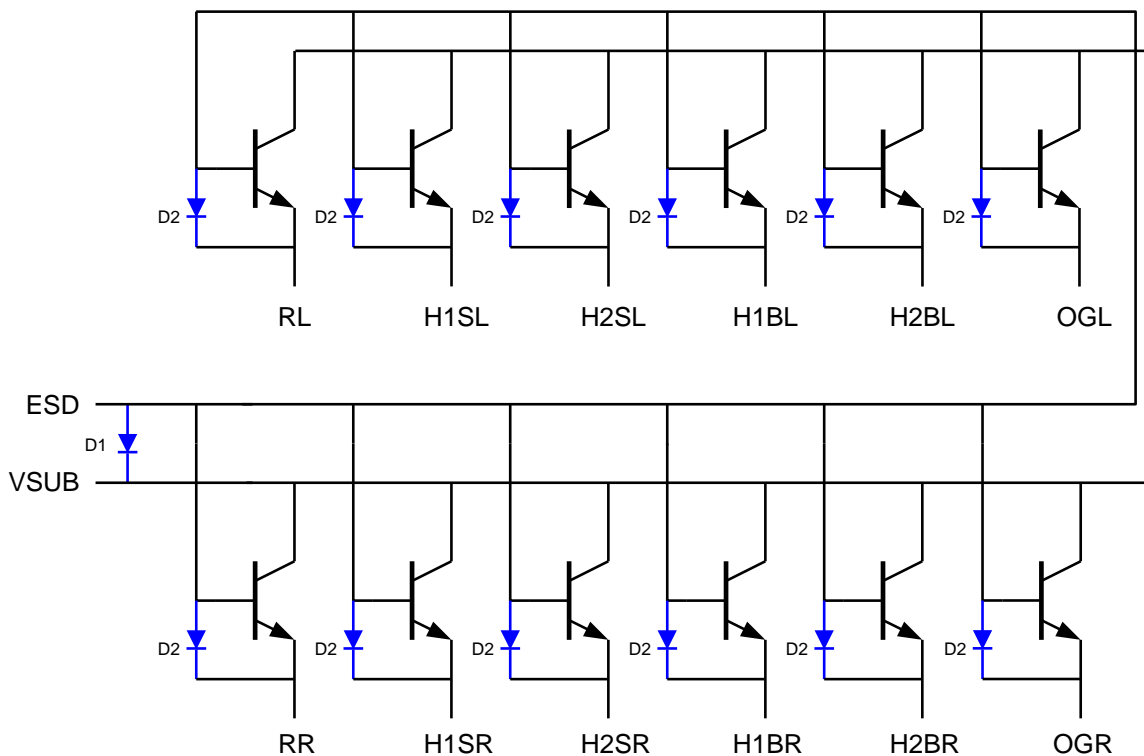 D2 D2 D2 D2 D2 D2
RL H1SL H2SL H1BL H2BL OGL
ESD
D1
VSUB
D2 D2 D2 D2 D2 D2
RR H1SR H2SR H1BR H2BR OGR